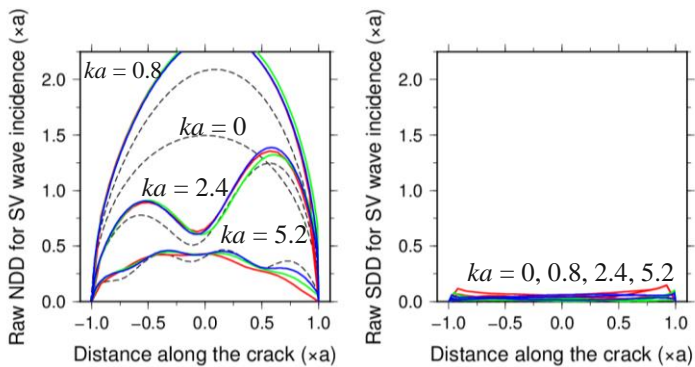 Raw NDD for SV wave incidence (×a)
2.0
1.5
1.0
0.5
0.0
ka = 0.8
ka = 0
ka = 2.4
ka = 5.2
−1.0 −0.5 0.0 0.5 1.0
Distance along the crack (×a)
Raw SDD for SV wave incidence (×a)
2.0
1.5
1.0
0.5
0.0
ka = 0, 0.8, 2.4, 5.2
−1.0 −0.5 0.0 0.5 1.0
Distance along the crack (×a)